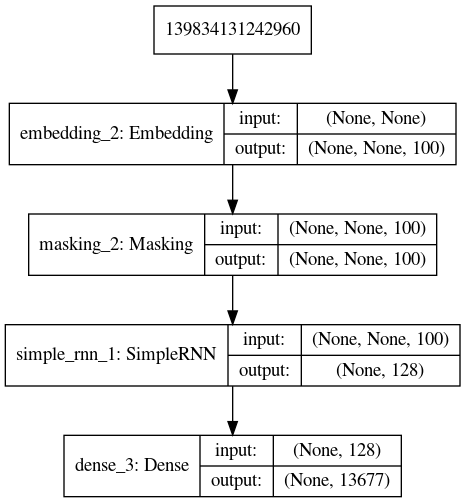 139834131242960
embedding_2: Embedding
input:
(None, None)
output:
(None, None, 100)
masking_2: Masking
input:
(None, None, 100)
output:
(None, None, 100)
simple_rnn_1: SimpleRNN
input:
(None, None, 100)
output:
(None, 128)
dense_3: Dense
input:
(None, 128)
output:
(None, 13677)